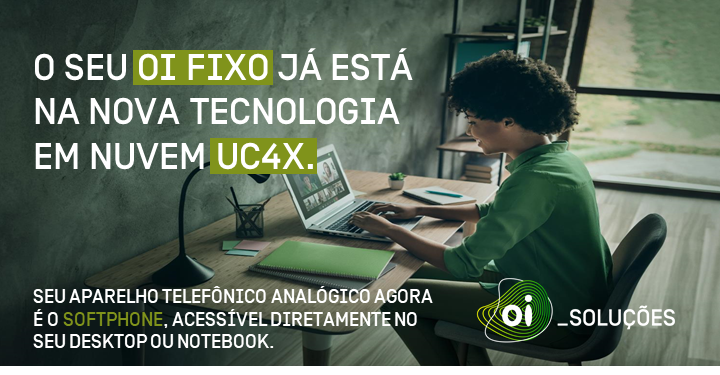 O SEU OI FIXO JÁ ESTÁ
NA NOVA TECNOLOGIA
EM NUVEM UC4X.
SEU APARELHO TELEFÔNICO ANALÓGICO AGORA
É O SOFTPHONE, ACESSÍVEL DIRETAMENTE NO
SEU DESKTOP OU NOTEBOOK.
oi _SOLUÇÕES